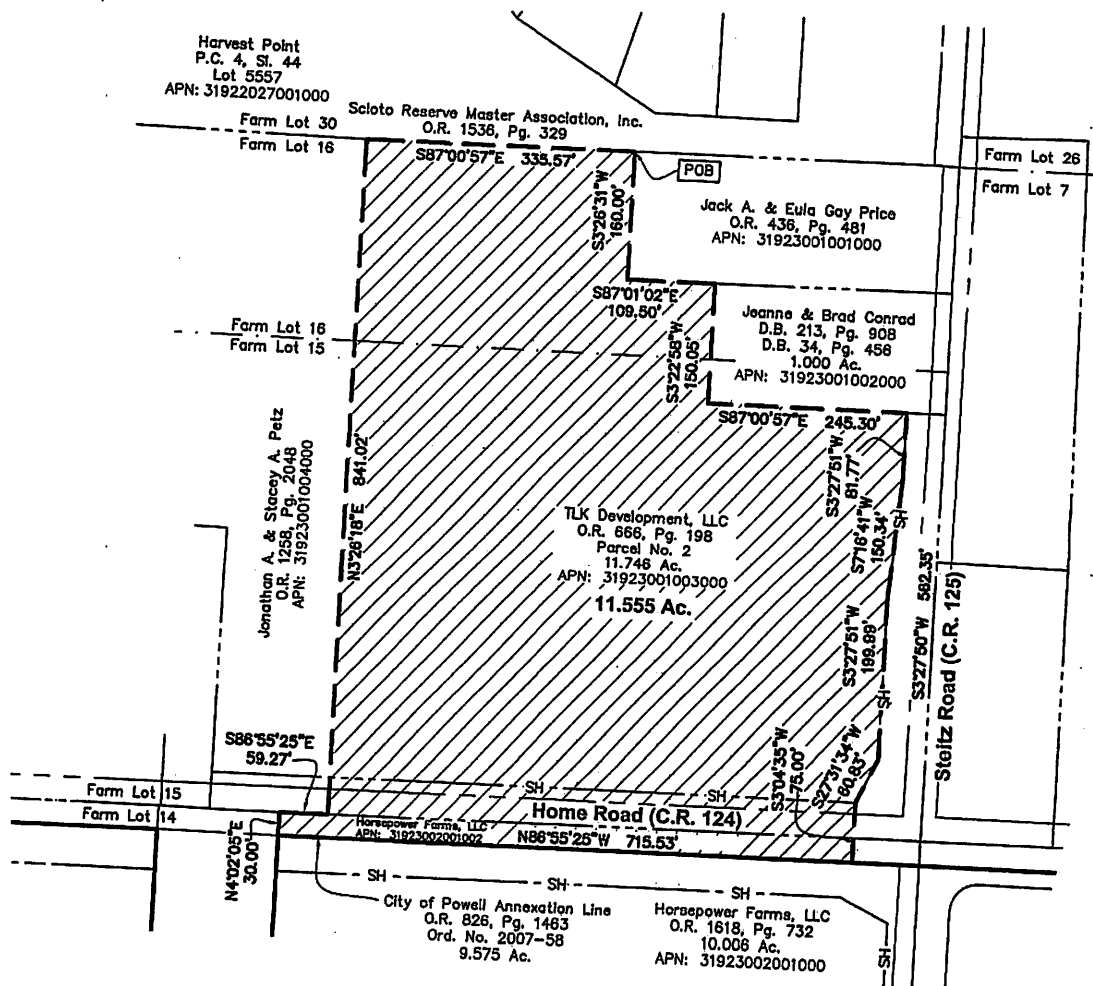 Harvest Point
P.C. 4, Sl. 44
Lot 5557
APN: 31922027001000
Scioto Reserve Master Association, Inc.
O.R. 1536, Pg. 329
Farm Lot 30
Farm Lot 16
S87°00'57"E 335.57'
POB
Farm Lot 26
Farm Lot 7
S3°26'31"W
160.00'
Jack A. & Eula Gay Price
O.R. 436, Pg. 481
APN: 31923001001000
S87°01'02"E
109.50'
Jeanne & Brad Conrad
D.B. 213, Pg. 908
D.B. 34, Pg. 456
1.000 Ac.
APN: 31923001002000
Farm Lot 16
Farm Lot 15
S3°22'58"W
150.05'
S87°00'57"E 245.30'
Jonathan A. & Stacey A. Petz
O.R. 1258, Pg. 2048
APN: 31923001004000
N3°26'18"E 841.02'
S3°27'51"W
81.77'
SH
S7°16'41"W
150.34'
TLK Development, LLC
O.R. 666, Pg. 198
Parcel No. 2
11.746 Ac.
APN: 31923001003000
11.555 Ac.
S3°27'51"W
199.99'
SH
S3°27'50"W 582.35'
Steitz Road (C.R. 125)
S86°55'25"E
59.27'
S3°04'35"W
75.00'
S27°31'34"W
60.83'
SH
SH
Farm Lot 15
Farm Lot 14
Home Road (C.R. 124)
Horsepower Farms, LLC
APN: 31923002001002
N86°55'25"W 715.53'
N4°02'05"E
30.00'
SH
SH
SH
City of Powell Annexation Line
O.R. 826, Pg. 1463
Ord. No. 2007-58
9.575 Ac.
Horsepower Farms, LLC
O.R. 1618, Pg. 732
10.006 Ac.
APN: 31923002001000
SH